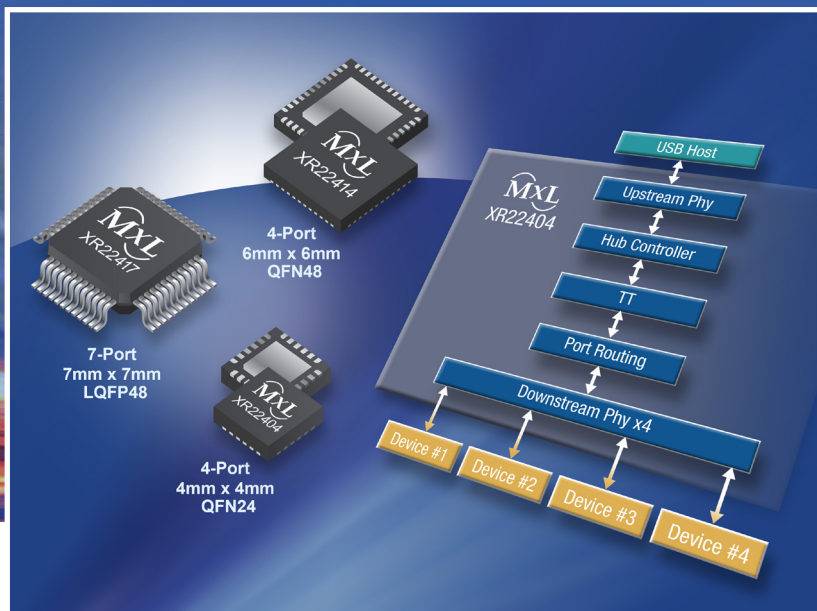 MXL
XR22414
4-Port
6mm x 6mm
QFN48
MXL
XR22417
7-Port
7mm x 7mm
LQFP48
MXL
XR22404
4-Port
4mm x 4mm
QFN24
USB Host
MXL
XR22404
Upstream Phy
Hub Controller
TT
Port Routing
Downstream Phy x4
Device #1
Device #2
Device #3
Device #4